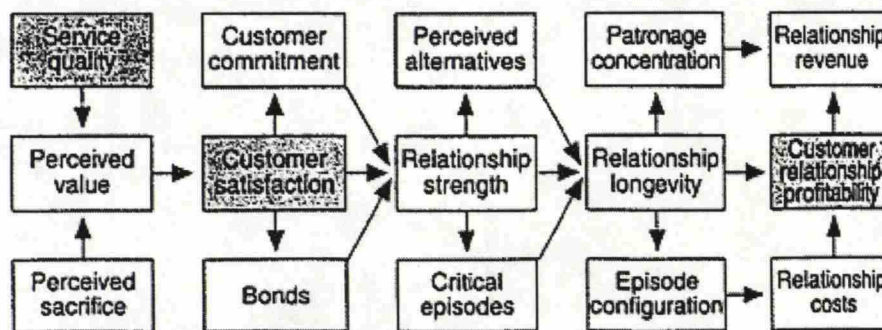 Service
quality
Customer
commitment
Perceived
alternatives
Patronage
concentration
Relationship
revenue
Perceived
value
Customer
satisfaction
Relationship
strength
Relationship
longevity
Customer
relationship
profitability
Perceived
sacrifice
Bonds
Critical
episodes
Episode
configuration
Relationship
costs